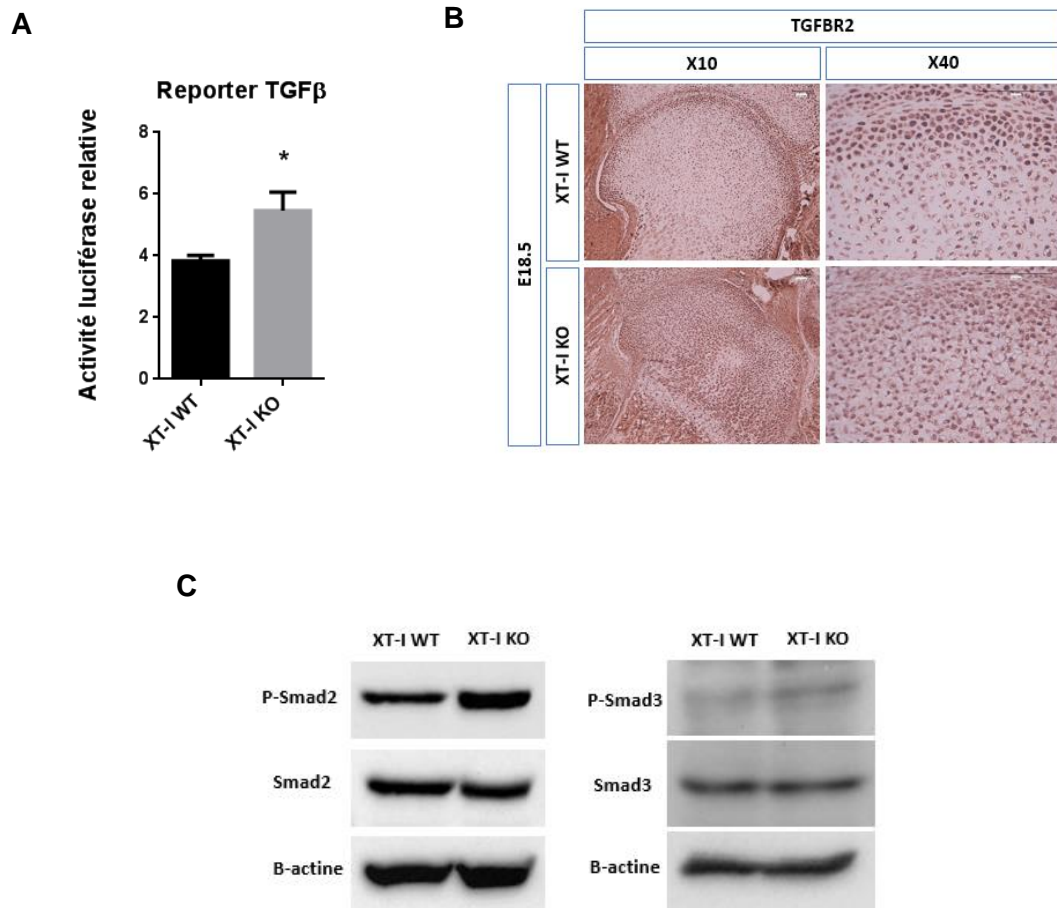 A
Reporter TGFβ
Activité luciférase relative
8
6
4
2
0
*
XT-I WT
XT-I KO
B
TGFBR2
X10
X40
E18.5
XT-I WT
XT-I KO
C
XT-I WT
XT-I KO
P-Smad2
Smad2
B-actine
XT-I WT
XT-I KO
P-Smad3
Smad3
B-actine